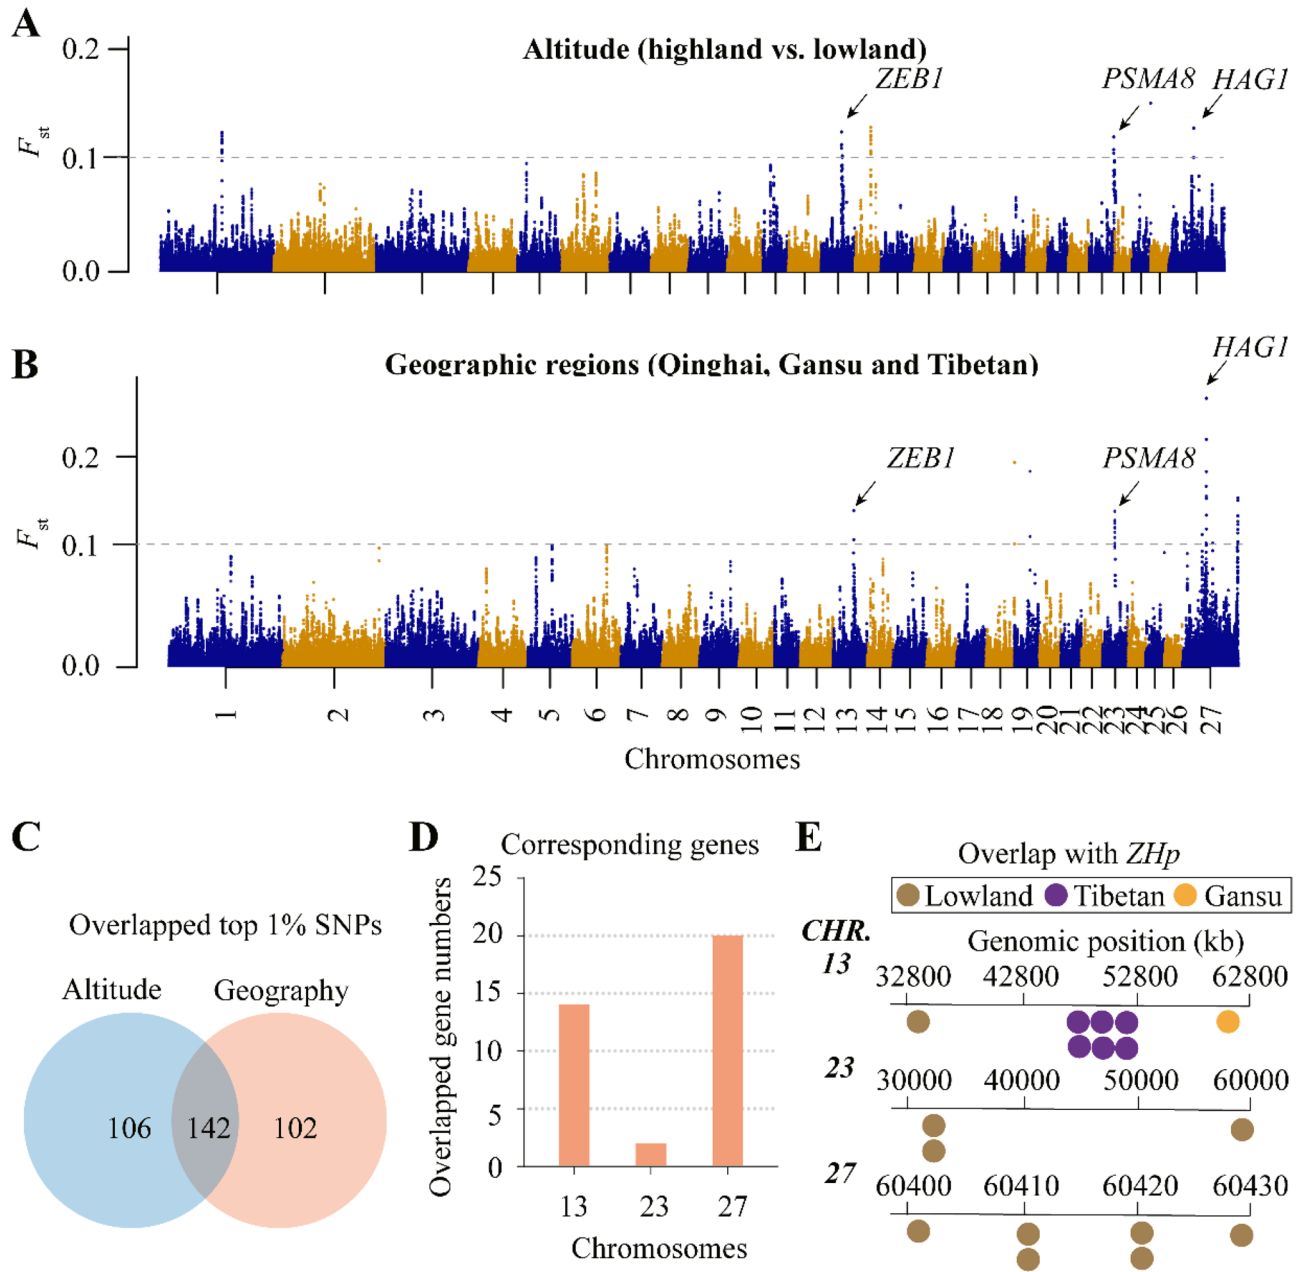 A
Altitude (highland vs. lowland)
ZEB1
PSMA8
HAG1
0.2
0.1
0.0
Fst
B
Geographic regions (Qinghai, Gansu and Tibetan)
HAG1
ZEB1
PSMA8
0.2
0.1
0.0
Fst
1 2 3 4 5 6 7 8 9 10 11 12 13 14 15 16 17 18 19 20 21 22 23 24 25 26 27
Chromosomes
C
Overlapped top 1% SNPs
Altitude Geography
106 142 102
D
Corresponding genes
Overlapped gene numbers
25
20
15
10
5
0
13 23 27
Chromosomes
E
Overlap with ZHp
Lowland Tibetan Gansu
CHR.
Genomic position (kb)
13
32800 42800 52800 62800
23
30000 40000 50000 60000
27
60400 60410 60420 60430